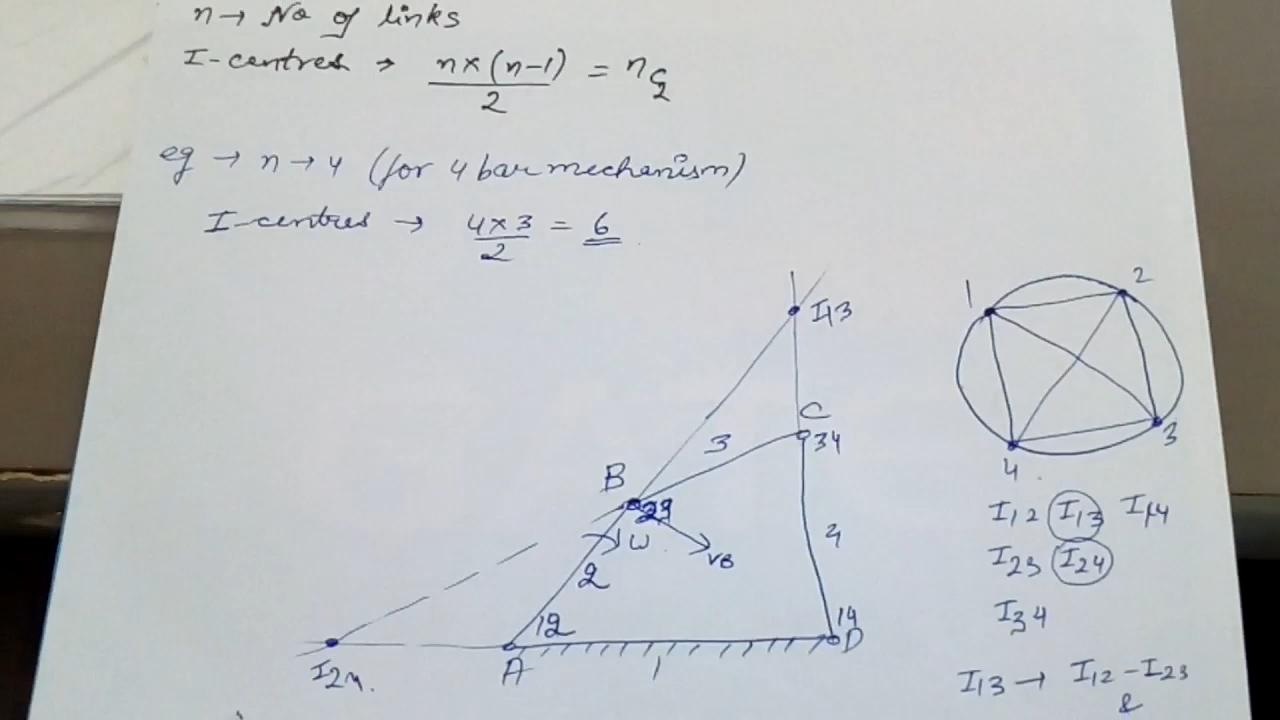 n → No of links
I-centres → n×(n-1)/2 = nC2
eg → n → 4 (for 4 bar mechanism)
I-centres → 4×3/2 = 6
I13
C
34
3
B
23
ω
VB
2
4
12
14
I24
A
1
D
1
2
3
4
I12 I13 I14
I23 I24
I34
I13 → I12 - I23
&